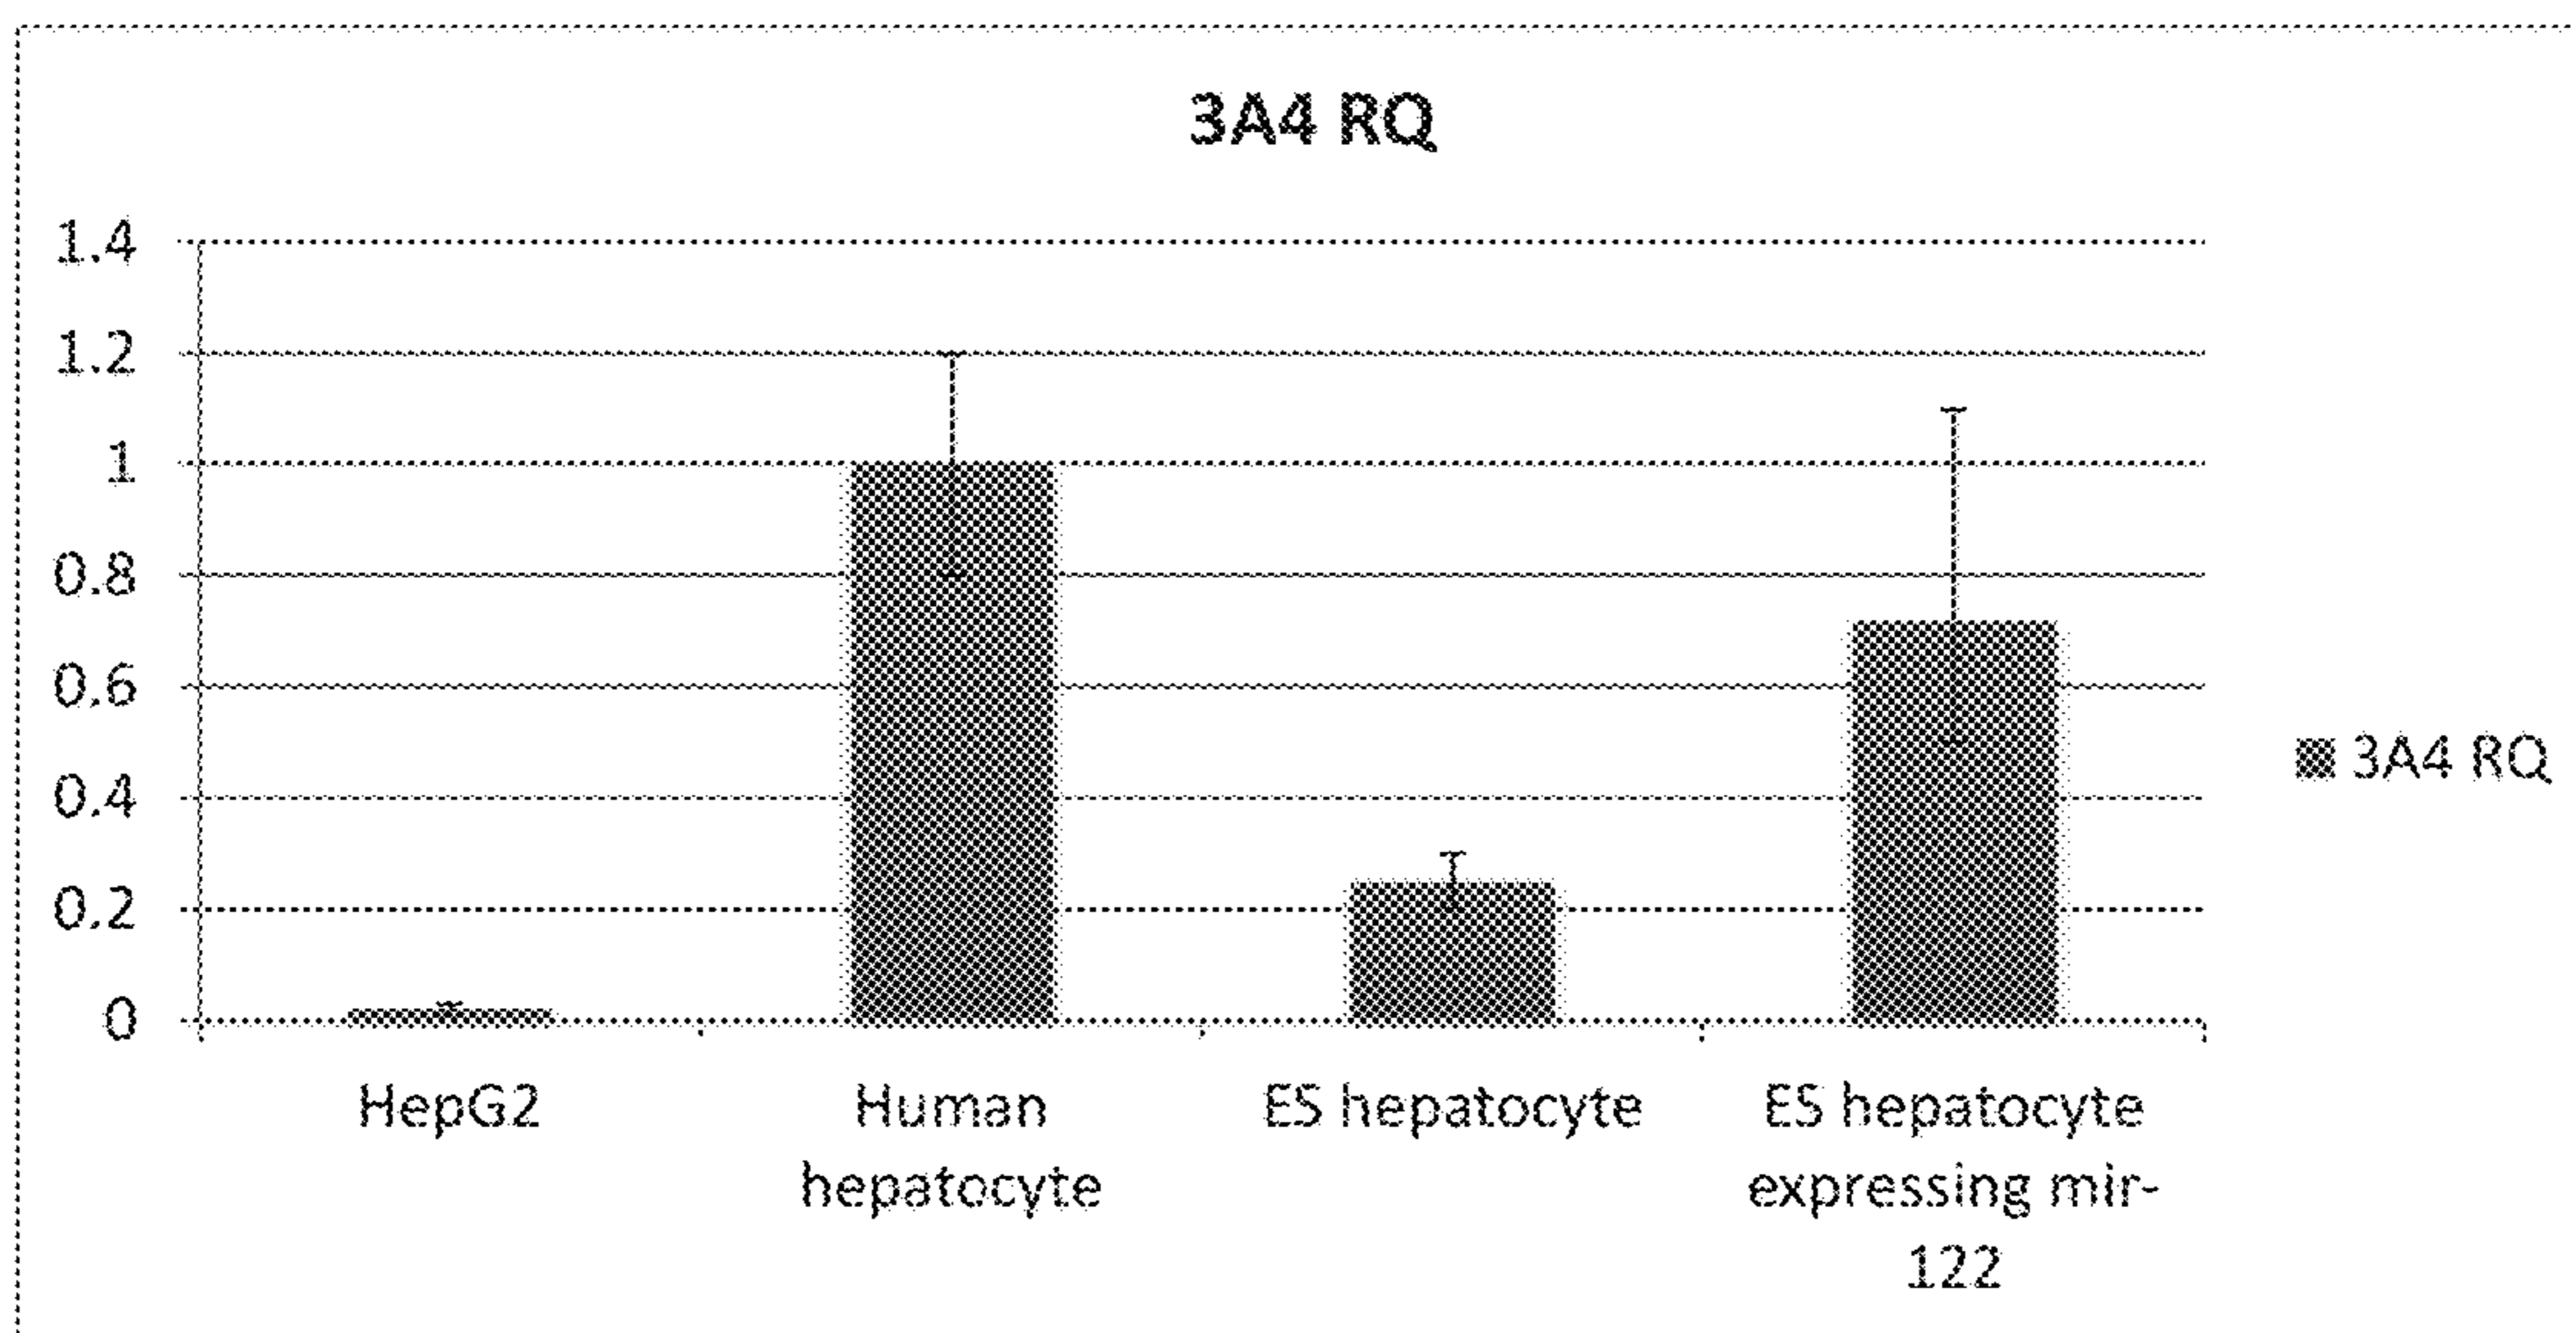 3A4 RQ
1.4
1.2
1
0.8
0.6
0.4
0.2
0
HepG2
Human
hepatocyte
ES hepatocyte
ES hepatocyte
expressing mir-
122
3A4 RQ